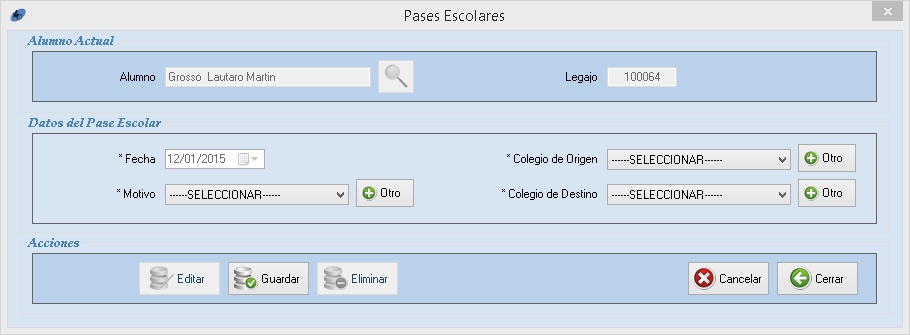 Pases Escolares
Alumno Actual
Alumno Grosso Lautaro Martin Legajo 100064
Datos del Pase Escolar
* Fecha 12/01/2015 * Colegio de Origen ------SELECCIONAR------ Otro
* Motivo ------SELECCIONAR------ Otro * Colegio de Destino ------SELECCIONAR------ Otro
Acciones
Editar Guardar Eliminar Cancelar Cerrar